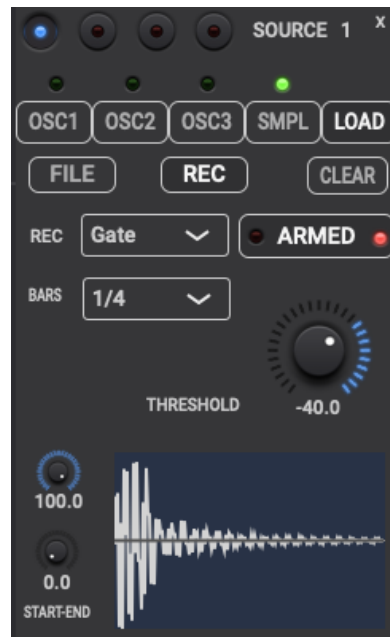 SOURCE 1 x
OSC1 OSC2 OSC3 SMPL LOAD
FILE REC CLEAR
REC Gate ARMED
BARS 1/4
THRESHOLD -40.0
100.0
0.0
START-END